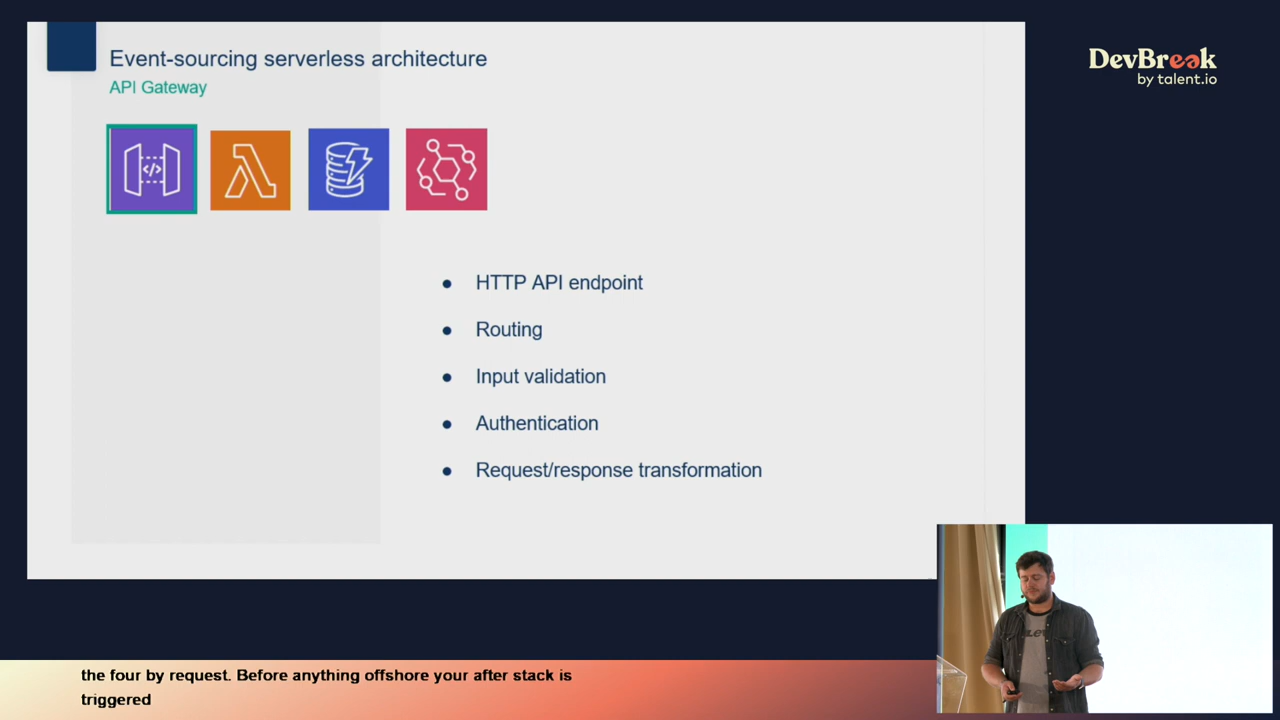 Event-sourcing serverless architecture
API Gateway
DevBreak
by talent.io
</>
HTTP API endpoint
Routing
Input validation
Authentication
Request/response transformation
the four by request. Before anything offshore your after stack is
triggered